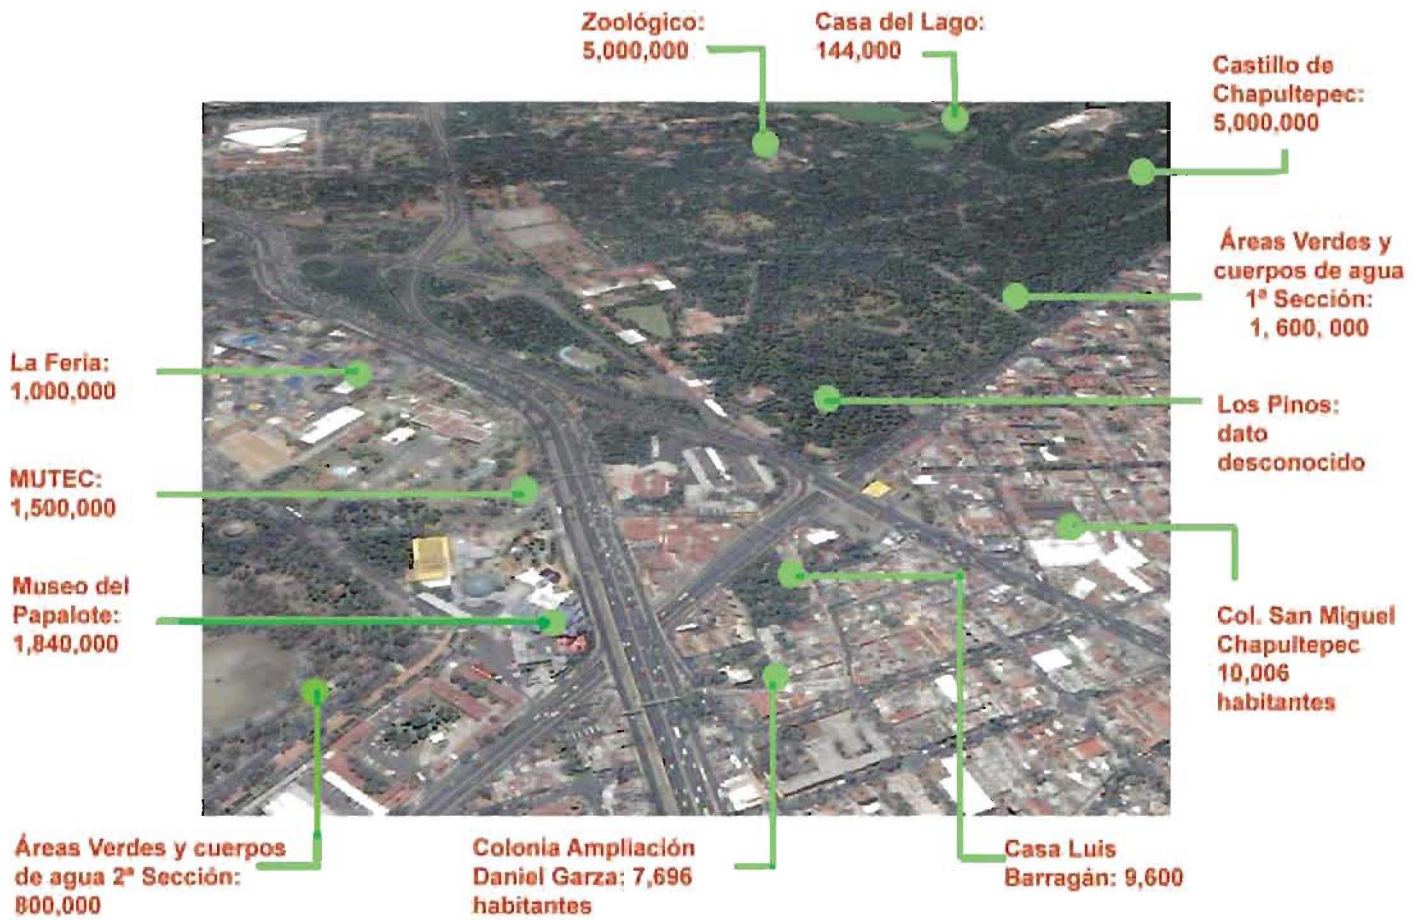 Zoológico:
5,000,000
Casa del Lago:
144,000
Castillo de
Chapultepec:
5,000,000
Áreas Verdes y
cuerpos de agua
1ª Sección:
1, 600, 000
La Feria:
1,000,000
Los Pinos:
dato
desconocido
MUTEC:
1,500,000
Museo del
Papalote:
1,840,000
Col. San Miguel
Chapultepec
10,006
habitantes
Áreas Verdes y cuerpos
de agua 2ª Sección:
800,000
Colonia Ampliación
Daniel Garza: 7,696
habitantes
Casa Luis
Barragán: 9,600